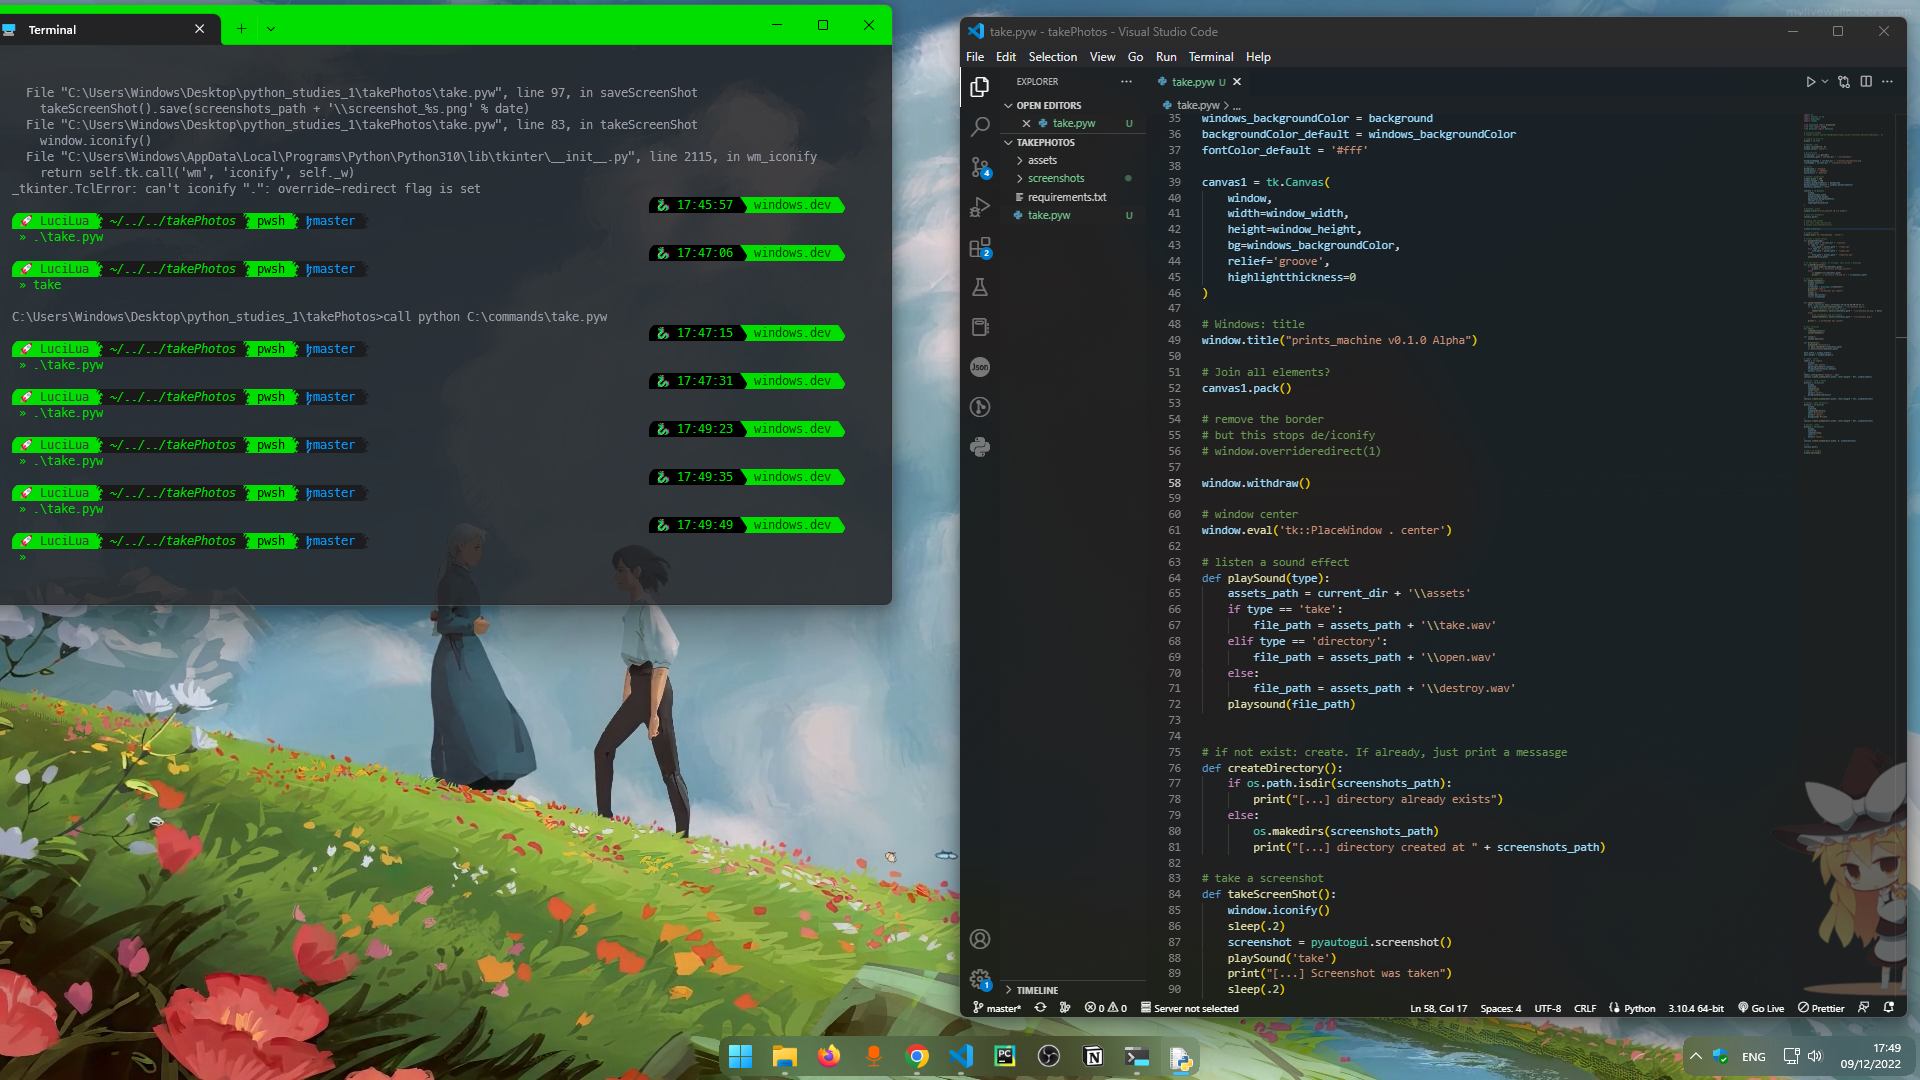 Terminal
File "C:\Users\Windows\Desktop\python_studies_1\takePhotos\take.pyw", line 97, in saveScreenShot
takeScreenShot().save(screenshots_path + '\\screenshot_%s.png' % date)
File "C:\Users\Windows\Desktop\python_studies_1\takePhotos\take.pyw", line 83, in takeScreenShot
window.iconify()
File "C:\Users\Windows\AppData\Local\Programs\Python\Python310\lib\tkinter\__init__.py", line 2115, in wm_iconify
return self.tk.call('wm', 'iconify', self._w)
_tkinter.TclError: can't iconify ".": override-redirect flag is set
17:45:57 windows.dev
LuciLua ~/../../takePhotos pwsh master
» .\take.pyw
17:47:06 windows.dev
LuciLua ~/../../takePhotos pwsh master
» take
C:\Users\Windows\Desktop\python_studies_1\takePhotos>call python C:\commands\take.pyw
17:47:15 windows.dev
LuciLua ~/../../takePhotos pwsh master
» .\take.pyw
17:47:31 windows.dev
LuciLua ~/../../takePhotos pwsh master
» .\take.pyw
17:49:23 windows.dev
LuciLua ~/../../takePhotos pwsh master
» .\take.pyw
17:49:35 windows.dev
LuciLua ~/../../takePhotos pwsh master
» .\take.pyw
17:49:49 windows.dev
LuciLua ~/../../takePhotos pwsh master
»
mylivewallpapers.com
take.pyw - takePhotos - Visual Studio Code
File Edit Selection View Go Run Terminal Help
EXPLORER
OPEN EDITORS
take.pyw U
TAKEPHOTOS
assets
screenshots
requirements.txt
take.pyw U
TIMELINE
4
2
Json
1
take.pyw U
take.pyw > ...
35 windows_backgroundColor = background
36 backgroundColor_default = windows_backgroundColor
37 fontColor_default = '#fff'
38
39 canvas1 = tk.Canvas(
40 window,
41 width=window_width,
42 height=window_height,
43 bg=windows_backgroundColor,
44 relief='groove',
45 highlightthickness=0
46 )
47
48 # Windows: title
49 window.title("prints_machine v0.1.0 Alpha")
50
51 # Join all elements?
52 canvas1.pack()
53
54 # remove the border
55 # but this stops de/iconify
56 # window.overrideredirect(1)
57
58 window.withdraw()
59
60 # window center
61 window.eval('tk::PlaceWindow . center')
62
63 # listen a sound effect
64 def playSound(type):
65 assets_path = current_dir + '\\assets'
66 if type == 'take':
67 file_path = assets_path + '\\take.wav'
68 elif type == 'directory':
69 file_path = assets_path + '\\open.wav'
70 else:
71 file_path = assets_path + '\\destroy.wav'
72 playsound(file_path)
73
74
75 # if not exist: create. If already, just print a messasge
76 def createDirectory():
77 if os.path.isdir(screenshots_path):
78 print("[...] directory already exists")
79 else:
80 os.makedirs(screenshots_path)
81 print("[...] directory created at " + screenshots_path)
82
83 # take a screenshot
84 def takeScreenShot():
85 window.iconify()
86 sleep(.2)
87 screenshot = pyautogui.screenshot()
88 playSound('take')
89 print("[...] Screenshot was taken")
90 sleep(.2)
master* 0 0 Server not selected Ln 58, Col 17 Spaces: 4 UTF-8 CRLF Python 3.10.4 64-bit Go Live Prettier
PC
N
ENG
17:49
09/12/2022